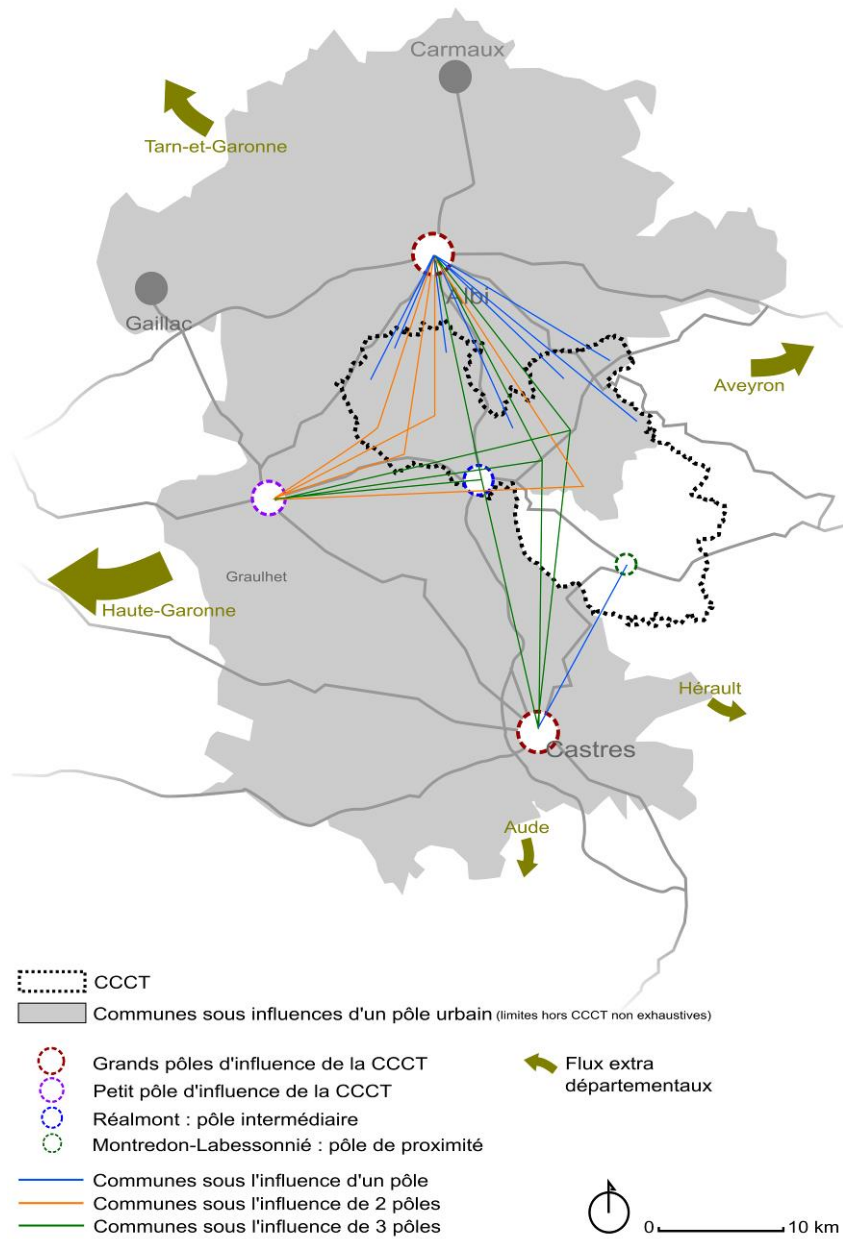 Carmaux
Tarn-et-Garonne
Albi
Gaillac
Aveyron
Graulhet
Haute-Garonne
Hérault
Castres
Aude
CCCT
Communes sous influences d'un pôle urbain (limites hors CCCT non exhaustives)
Grands pôles d'influence de la CCCT
Petit pôle d'influence de la CCCT
Réalmont : pôle intermédiaire
Montredon-Labessonnié : pôle de proximité
Flux extra
départementaux
Communes sous l'influence d'un pôle
Communes sous l'influence de 2 pôles
Communes sous l'influence de 3 pôles
0 10 km